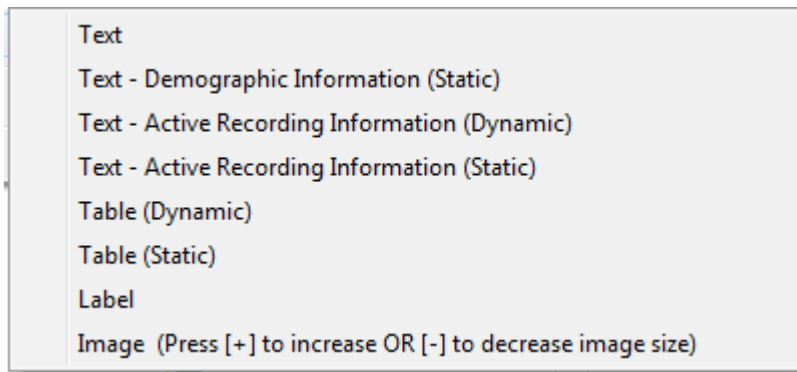 Text
Text - Demographic Information (Static)
Text - Active Recording Information (Dynamic)
Text - Active Recording Information (Static)
Table (Dynamic)
Table (Static)
Label
Image  (Press [+] to increase OR [-] to decrease image size)